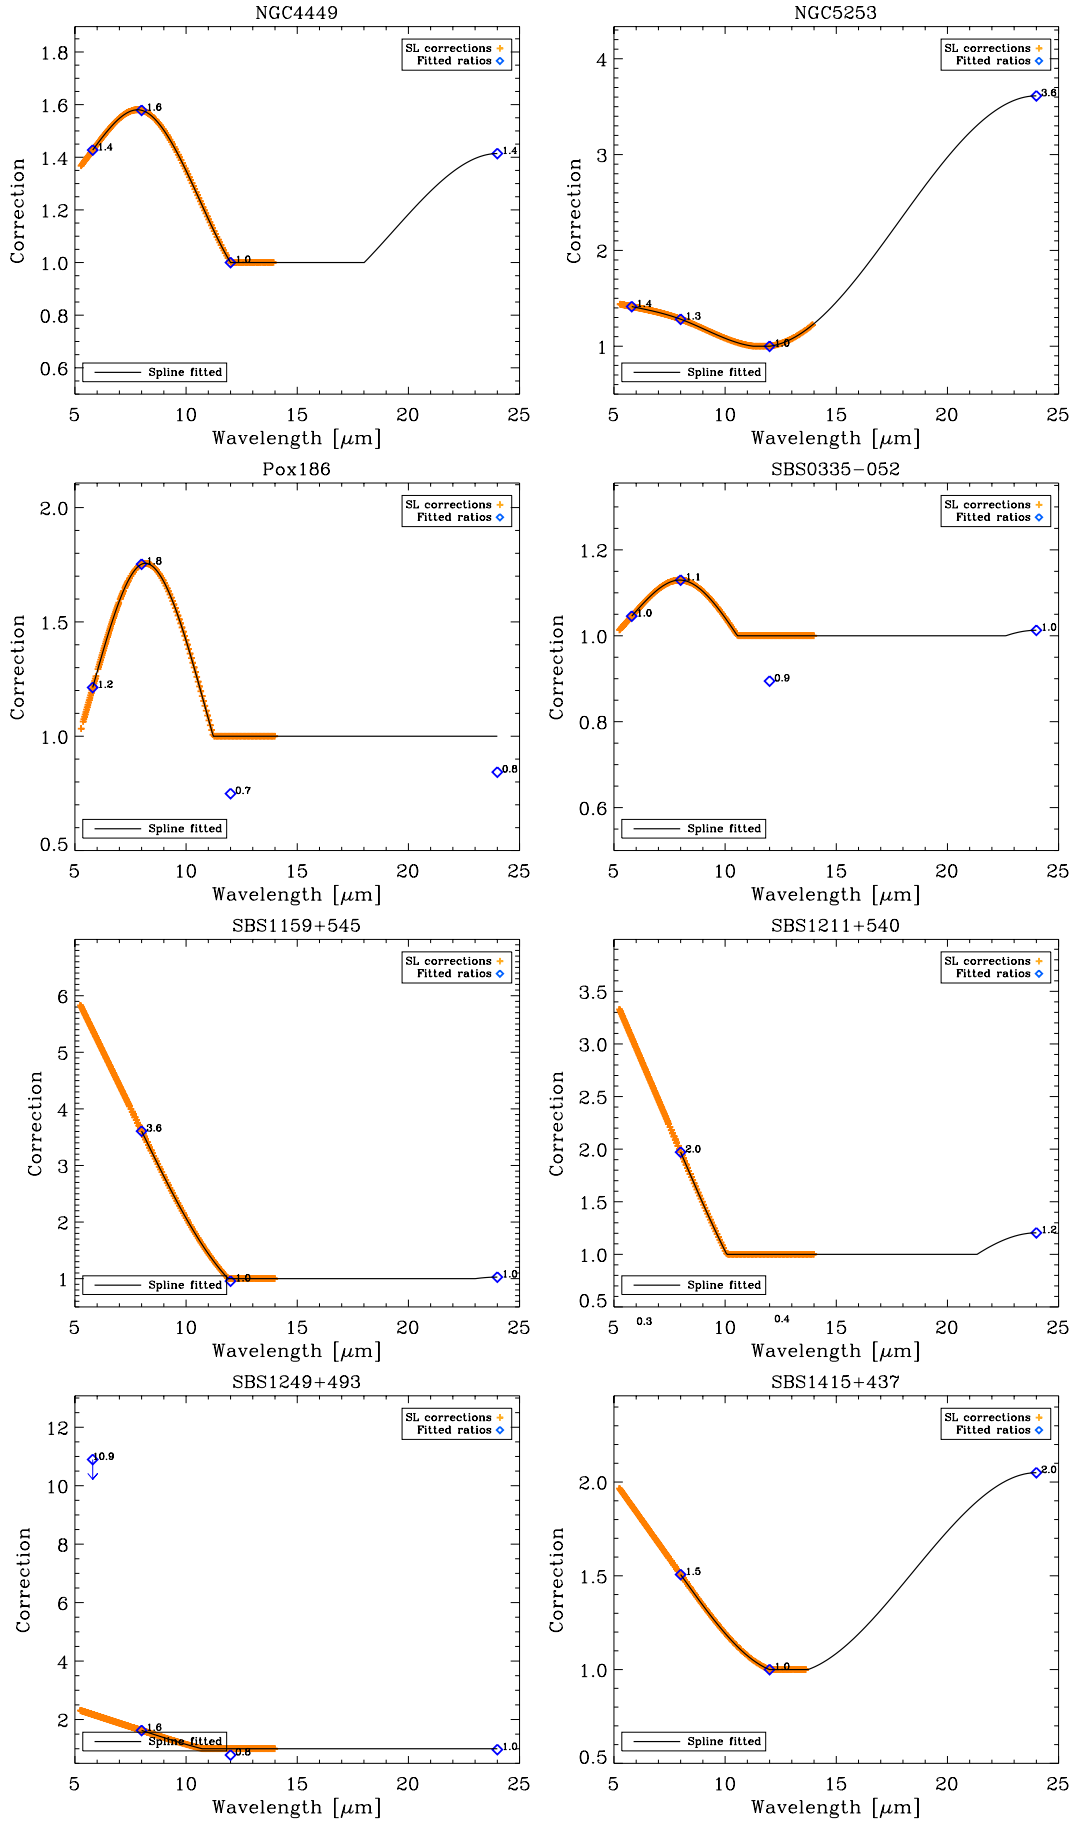 NGC4449
SL corrections
Fitted ratios
1.8
1.6
1.4
1.2
1.0
0.8
0.6
1.4
1.6
1.0
1.4
Spline fitted
5 10 15 20 25
Correction
Wavelength [μm]
NGC5253
SL corrections
Fitted ratios
4
3
2
1
1.4
1.3
1.0
3.6
Spline fitted
5 10 15 20 25
Correction
Wavelength [μm]
Pox186
SL corrections
Fitted ratios
2.0
1.5
1.0
0.5
1.2
1.8
0.7
0.8
Spline fitted
5 10 15 20 25
Correction
Wavelength [μm]
SBS0335-052
SL corrections
Fitted ratios
1.2
1.0
0.8
0.6
1.0
1.1
0.9
1.0
Spline fitted
5 10 15 20 25
Correction
Wavelength [μm]
SBS1159+545
SL corrections
Fitted ratios
6
5
4
3
2
1
3.6
1.0
1.0
Spline fitted
5 10 15 20 25
Correction
Wavelength [μm]
SBS1211+540
SL corrections
Fitted ratios
3.5
3.0
2.5
2.0
1.5
1.0
0.5
2.0
1.2
Spline fitted
0.3
0.4
5 10 15 20 25
Correction
Wavelength [μm]
SBS1249+493
SL corrections
Fitted ratios
12
10
8
6
4
2
10.9
1.6
0.8
1.0
Spline fitted
5 10 15 20 25
Correction
Wavelength [μm]
SBS1415+437
SL corrections
Fitted ratios
2.0
1.5
1.0
0.5
1.5
1.0
2.0
Spline fitted
5 10 15 20 25
Correction
Wavelength [μm]